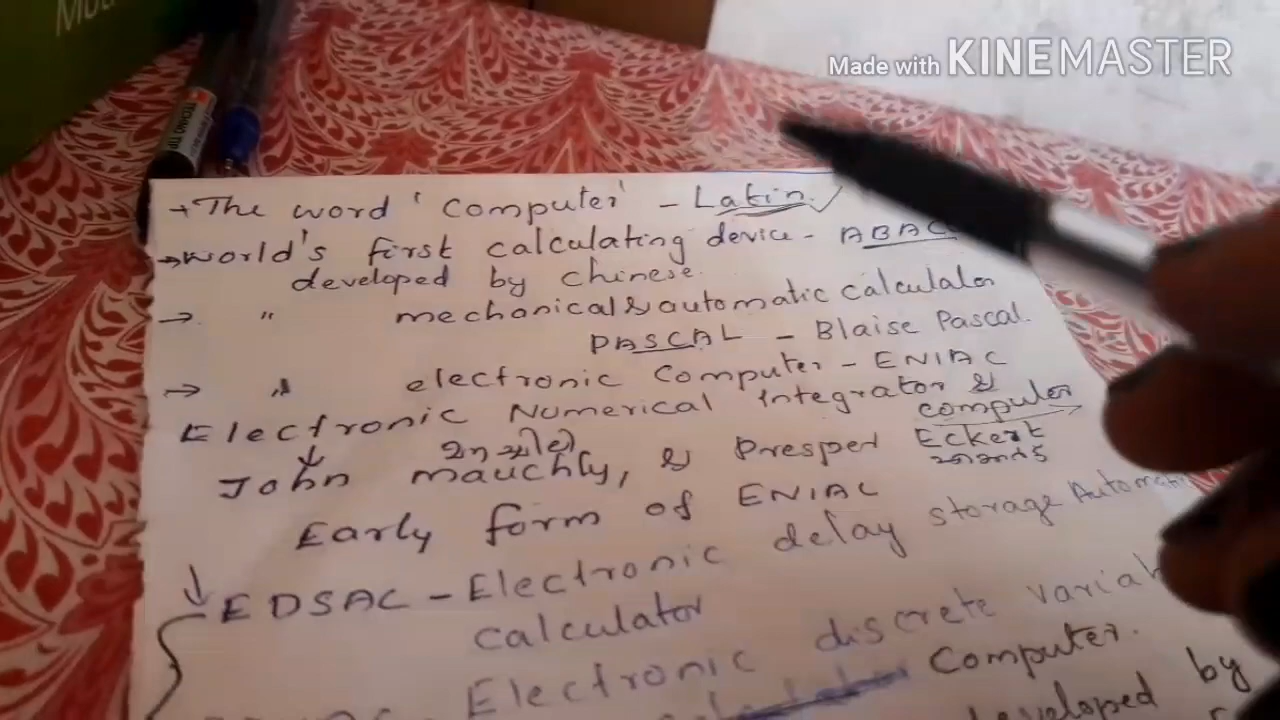 Made with KINEMASTER
TECHNO TIP
→ The word 'computer' - Latin ✓
→ World's first calculating device - ABAC
developed by Chinese.
→ " mechanical & automatic calculator
PASCAL - Blaise Pascal.
→ " electronic computer - ENIAC
Electronic Numerical Integrator & computer
John mauchly, & Presper Eckert
Early form of ENIAC
EDSAC - Electronic delay storage Automatic
calculator
Electronic discrete variab
Computer.
developed by